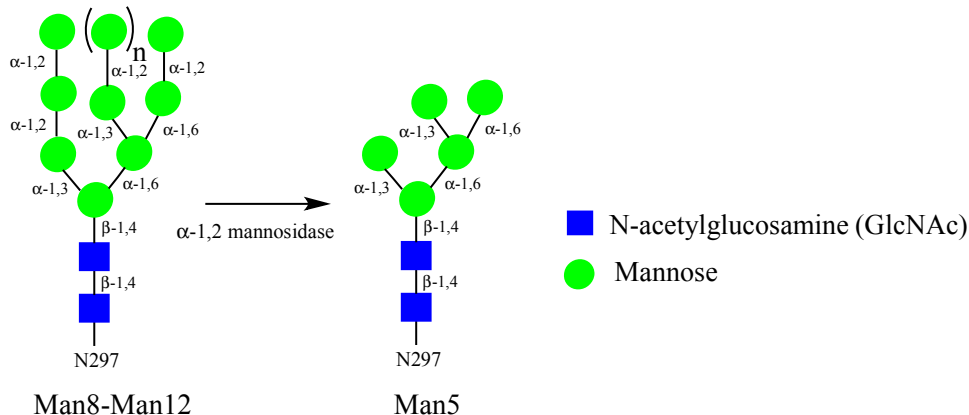 ( ) n
α-1,2 α-1,2 α-1,2
α-1,2 α-1,3 α-1,6
α-1,3 α-1,6
β-1,4
β-1,4
N297
Man8-Man12
α-1,2 mannosidase
α-1,3 α-1,6
α-1,3 α-1,6
β-1,4
β-1,4
N297
Man5
N-acetylglucosamine (GlcNAc)
Mannose